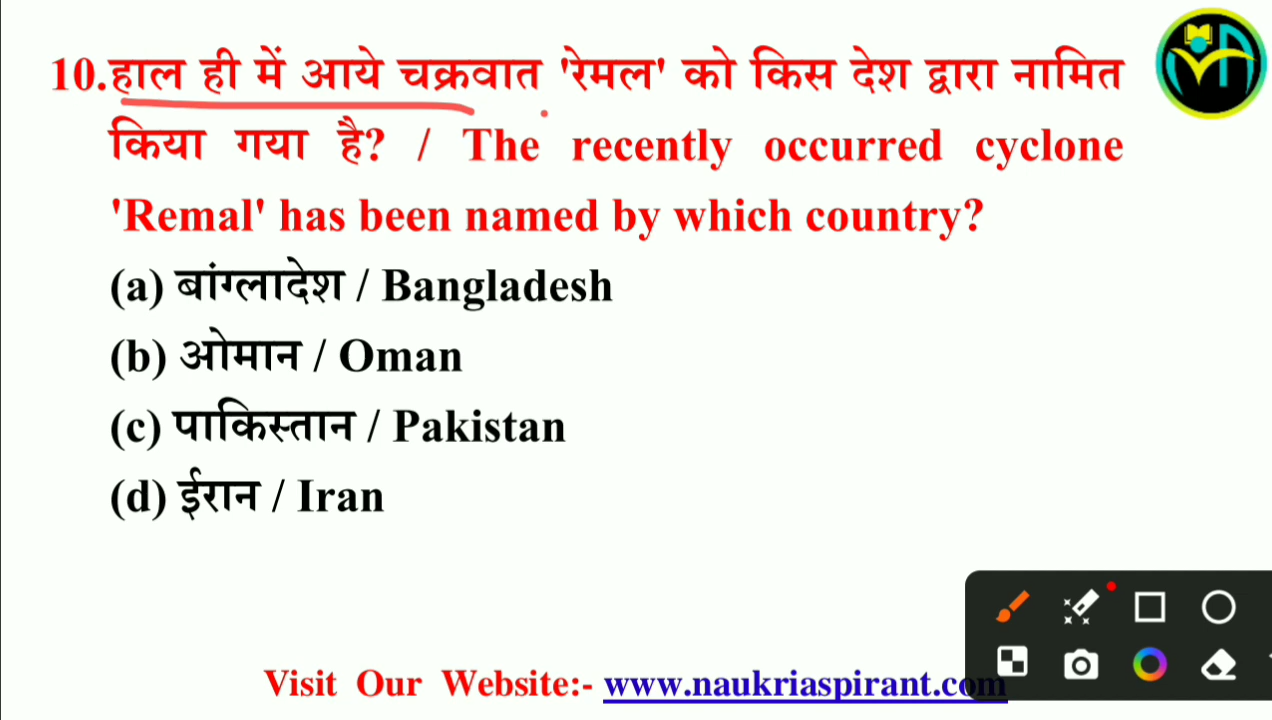 10.हाल ही में आये चक्रवात 'रेमल' को किस देश द्वारा नामित
किया गया है? / The recently occurred cyclone
'Remal' has been named by which country?
(a) बांग्लादेश / Bangladesh
(b) ओमान / Oman
(c) पाकिस्तान / Pakistan
(d) ईरान / Iran
Visit Our Website:- www.naukriaspirant.com